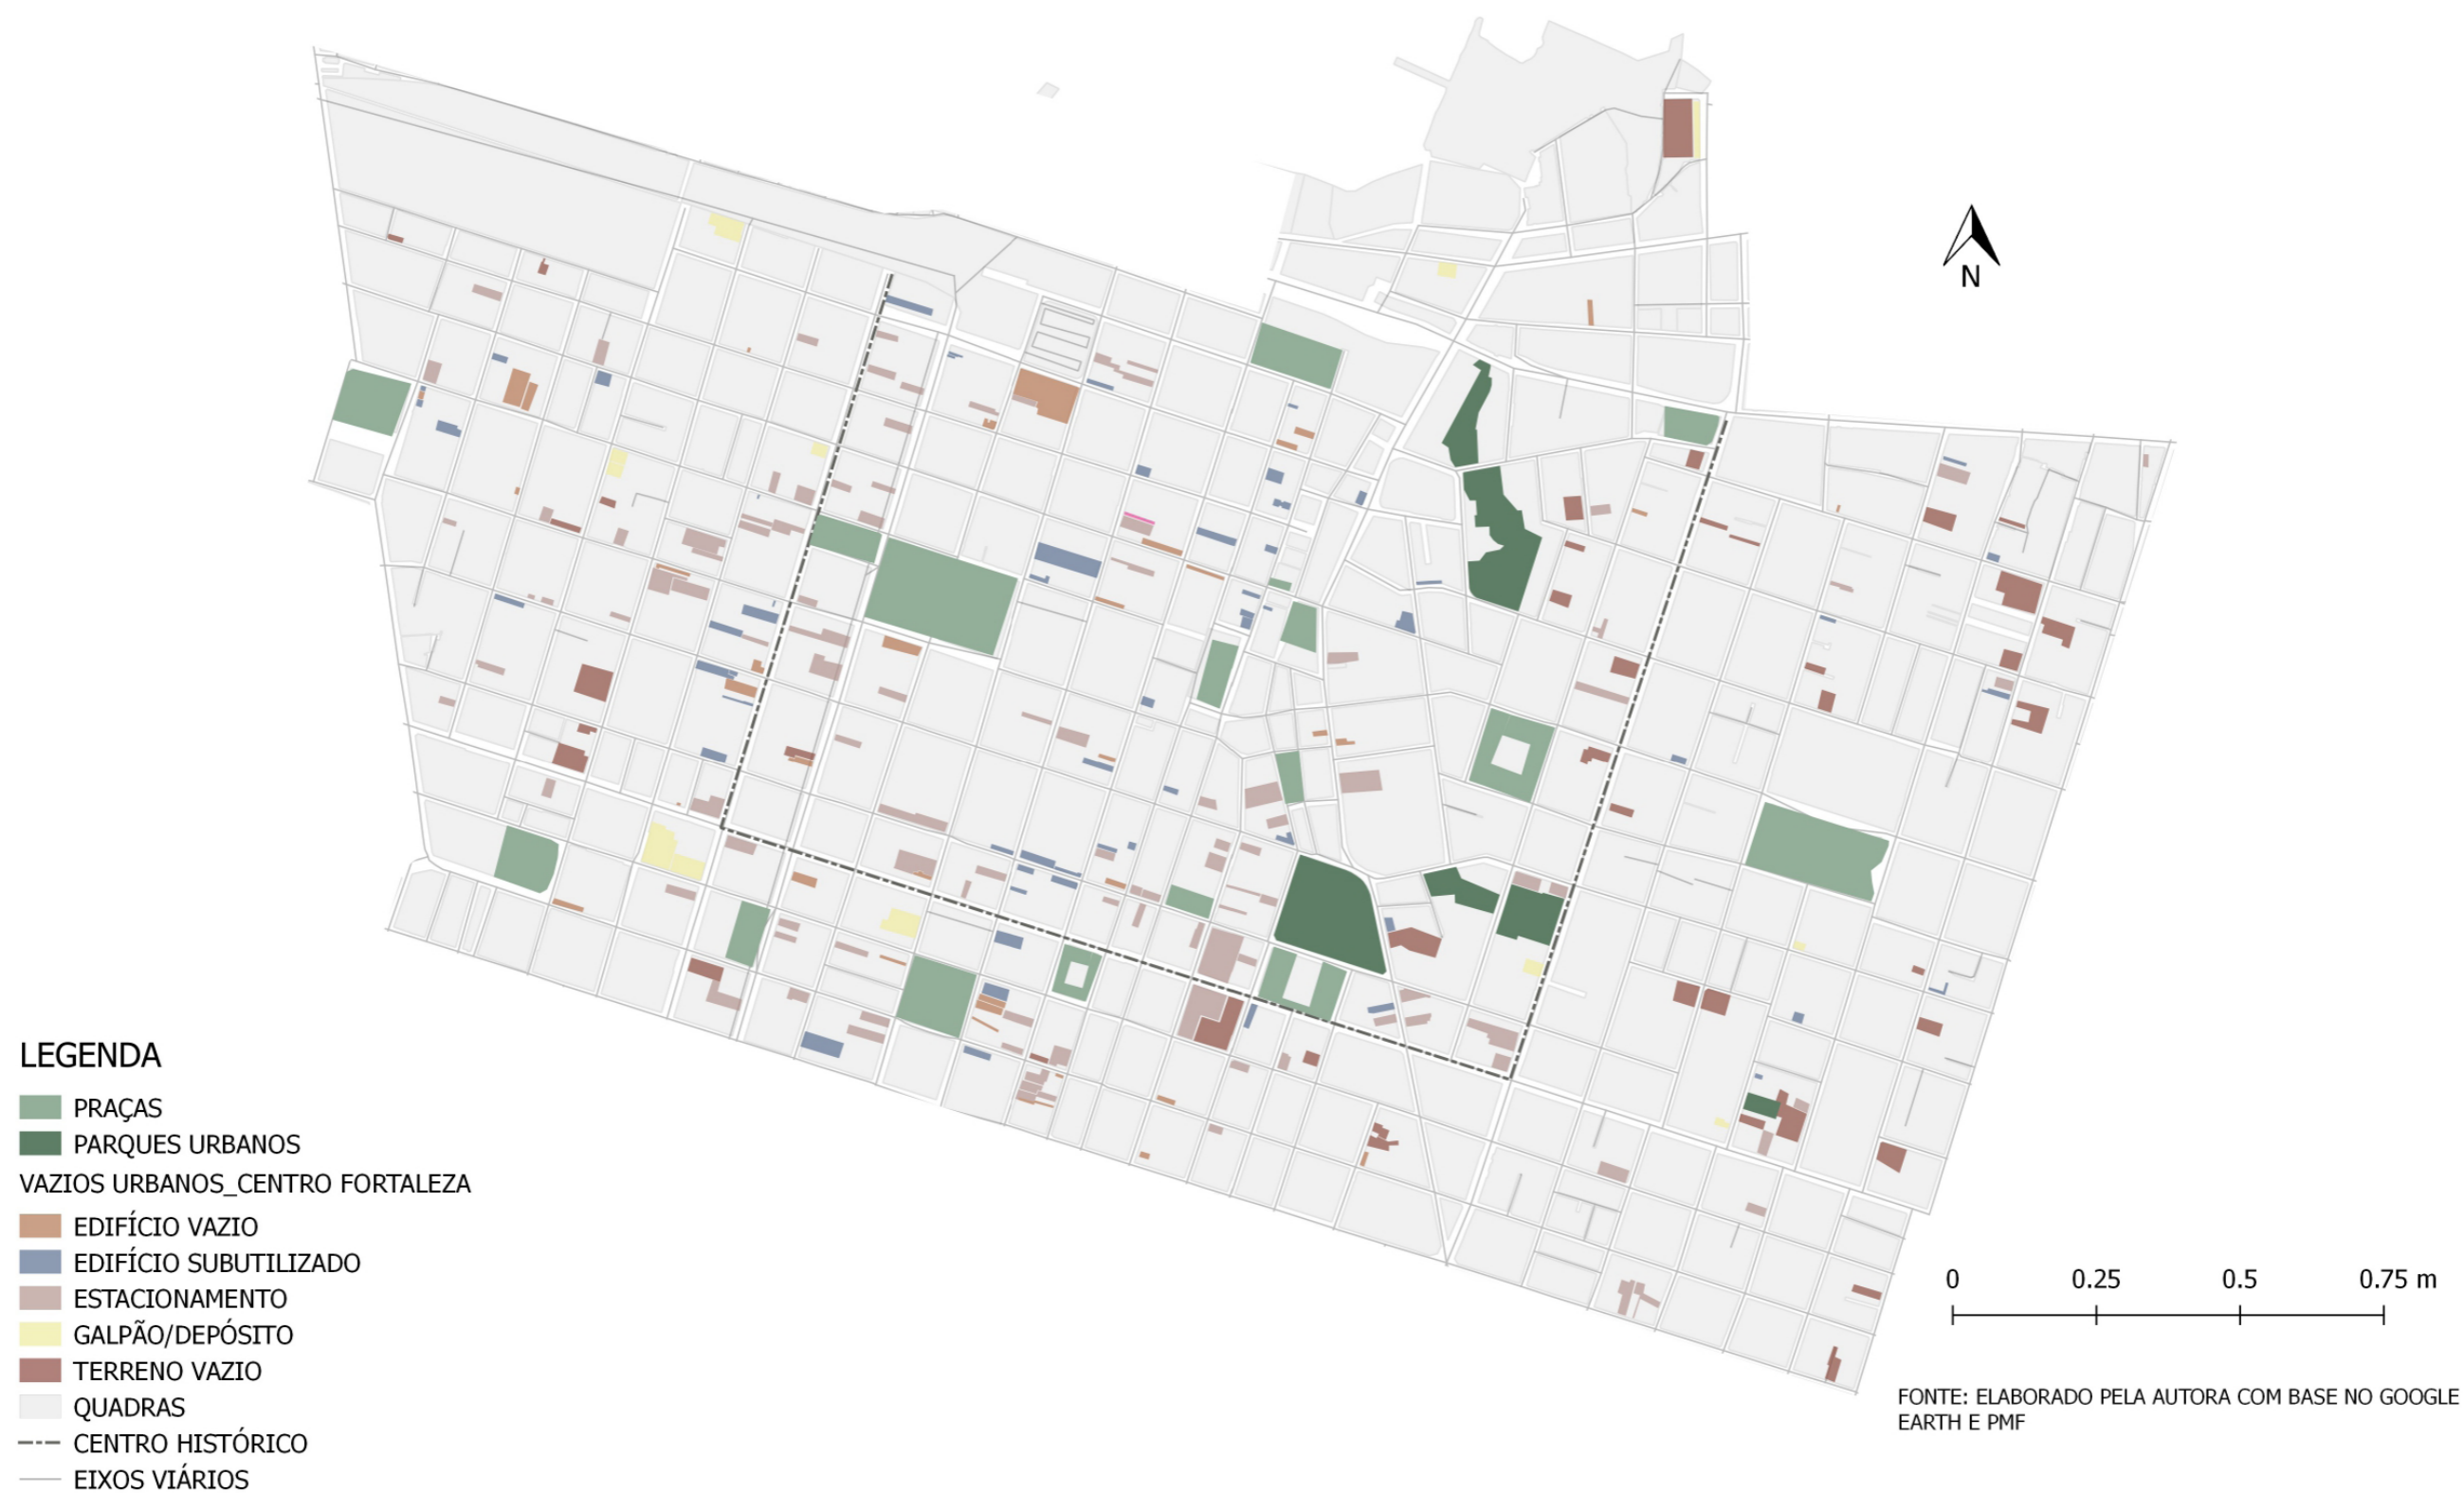 N
LEGENDA
PRAÇAS
PARQUES URBANOS
VAZIOS URBANOS_CENTRO FORTALEZA
EDIFÍCIO VAZIO
EDIFÍCIO SUBUTILIZADO
ESTACIONAMENTO
GALPÃO/DEPÓSITO
TERRENO VAZIO
QUADRAS
CENTRO HISTÓRICO
EIXOS VIÁRIOS
0 0.25 0.5 0.75 m
FONTE: ELABORADO PELA AUTORA COM BASE NO GOOGLE
EARTH E PMF